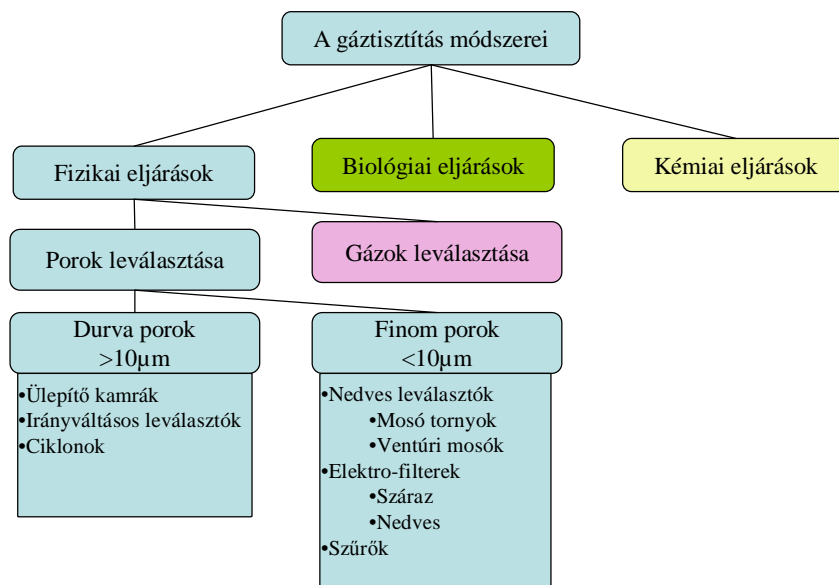 A gáztisztítás módszerei
Fizikai eljárások
Biológiai eljárások
Kémiai eljárások
Porok leválasztása
Gázok leválasztása
Durva porok
>10µm
•Ülepítő kamrák
•Irányváltásos leválasztók
•Ciklonok
Finom porok
<10µm
•Nedves leválasztók
•Mosó tornyok
•Ventúri mosók
•Elektro-filterek
•Száraz
•Nedves
•Szűrők